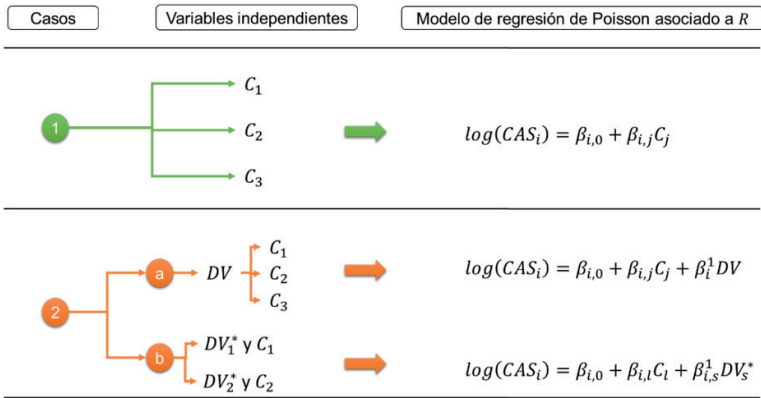 Casos Variables independientes Modelo de regresión de Poisson asociado a R
C₁
1 C₂ log(CASᵢ) = βᵢ,₀ + βᵢ,ⱼCⱼ
C₃
C₁
a DV C₂ log(CASᵢ) = βᵢ,₀ + βᵢ,ⱼCⱼ + βᵢ¹DV
C₃
2
DV₁* y C₁
b log(CASᵢ) = βᵢ,₀ + βᵢ,ₗCₗ + βᵢ,ₛ¹DVₛ*
DV₂* y C₂